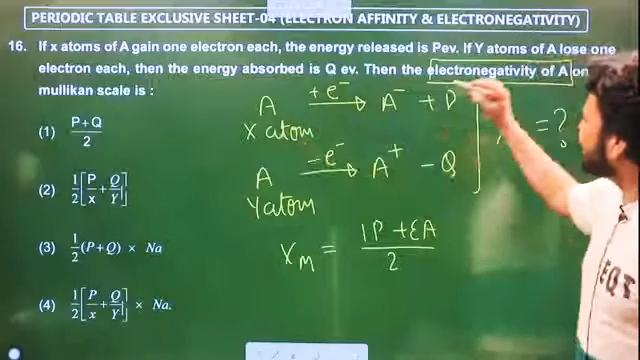 PERIODIC TABLE EXCLUSIVE SHEET-04 (ELECTRON AFFINITY & ELECTRONEGATIVITY)
16. If x atoms of A gain one electron each, the energy released is Pev. If Y atoms of A lose one
electron each, then the energy absorbed is Q ev. Then the electronegativity of A on
mullikan scale is :
(1) P+Q/2
(2) 1/2[P/x+Q/Y]
(3) 1/2(P+Q) × Na
(4) 1/2[P/x+Q/Y] × Na.
A +e⁻ → A⁻ + P
X atom
= ?
A −e⁻ → A⁺ − Q
Y atom
X_M = IP + EA / 2